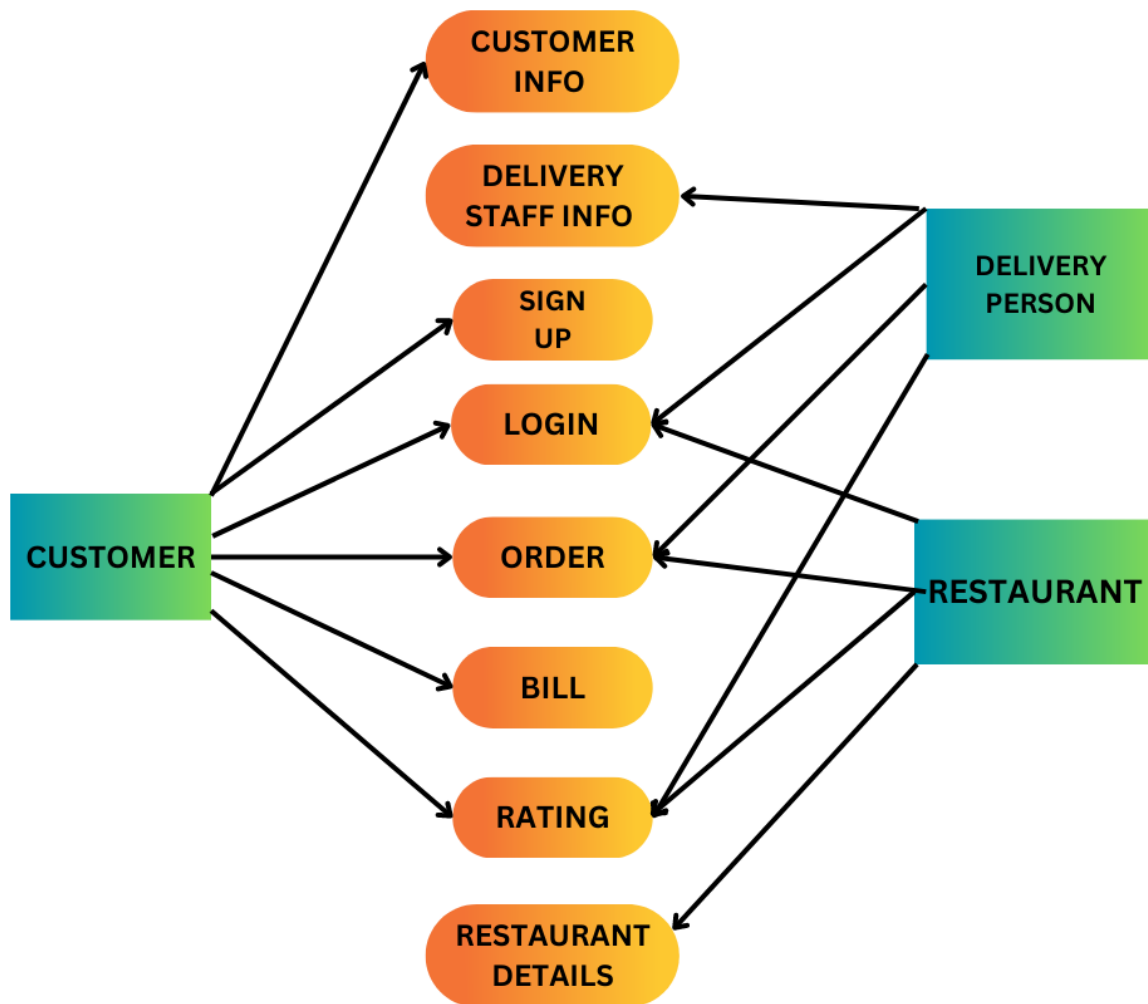 CUSTOMER
INFO
DELIVERY
STAFF INFO
SIGN
UP
LOGIN
ORDER
BILL
RATING
RESTAURANT
DETAILS
CUSTOMER
DELIVERY
PERSON
RESTAURANT